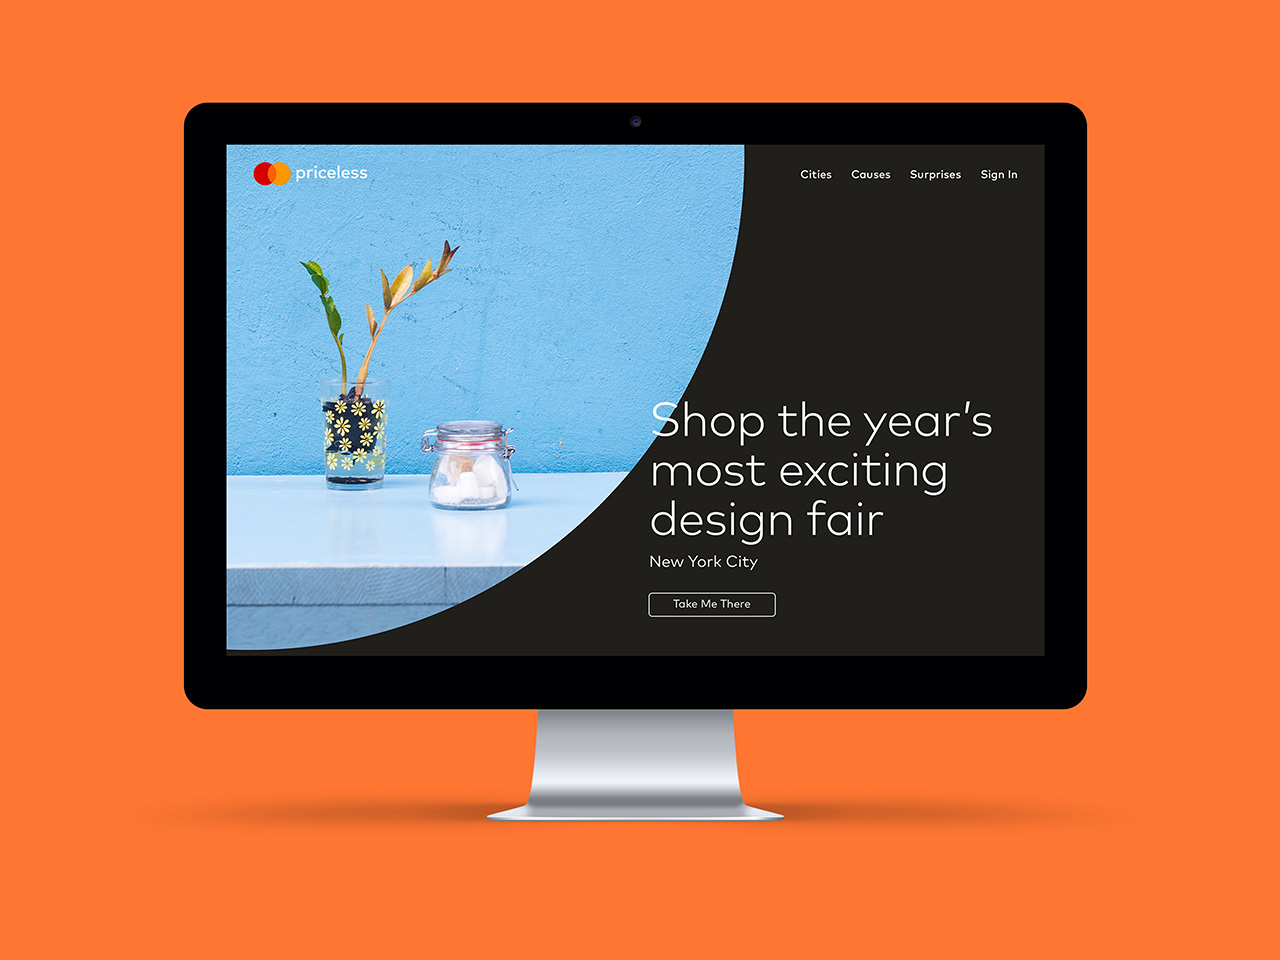 priceless
Cities Causes Surprises Sign In
Shop the year's
most exciting
design fair
New York City
Take Me There